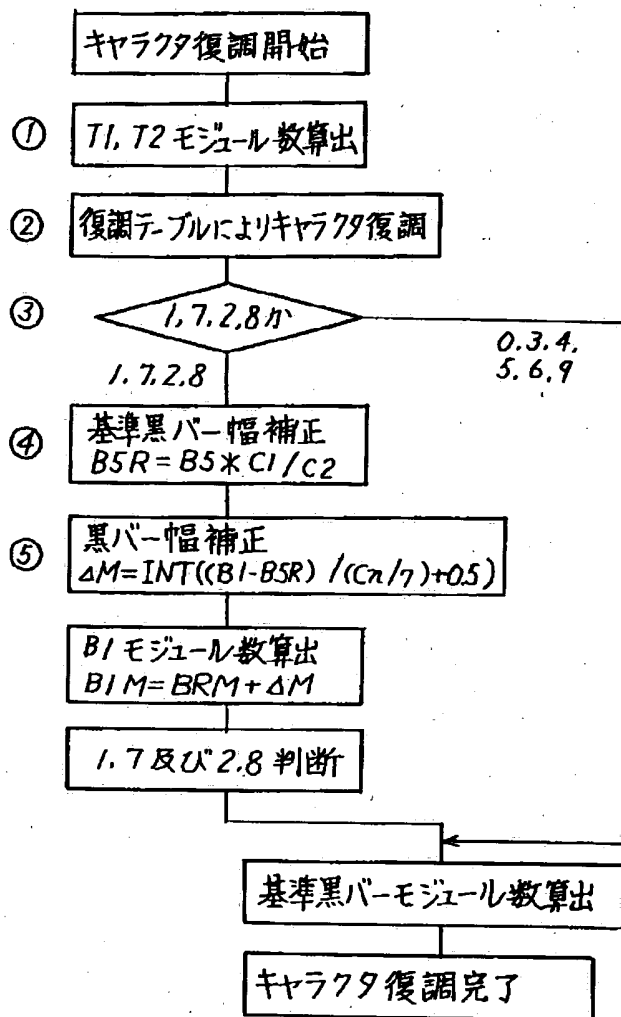 キャラクタ復調開始
① T1, T2 モジュール数算出
② 復調テーブルによりキャラクタ復調
③ 1,7,2,8か
0.3.4.
5.6.9
1.7.2.8
④ 基準黒バー幅補正
B5R=B5*C1/C2
⑤ 黒バー幅補正
ΔM=INT((B1-B5R)/(Cn/7)+0.5)
B1モジュール数算出
B1M=BRM+ΔM
1.7及び2.8判断
基準黒バーモジュール数算出
キャラクタ復調完了